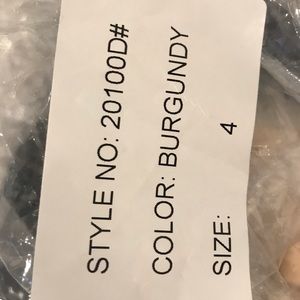 STYLE NO: 20100D#
COLOR: BURGUNDY
SIZE: 4